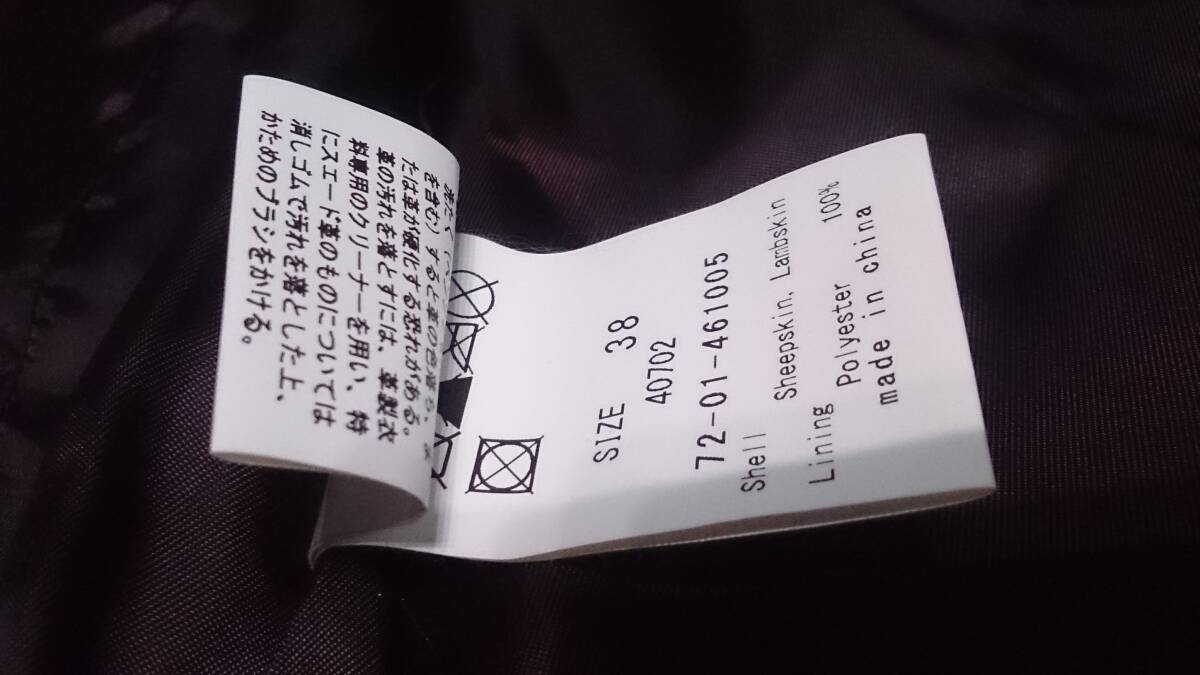 を含む)すると革の色落ち、
たは革が硬化する恐れがある。
革の汚れを落とすには、革製衣
料専用のクリーナーを用い、特
にスエード革のものについては
消しゴムで汚れを落とした上、
かためのブラシをかける。
SIZE 38
40702
72-01-461005
Shell
Sheepskin, Lambskin
Lining
Polyester 100%
made in china